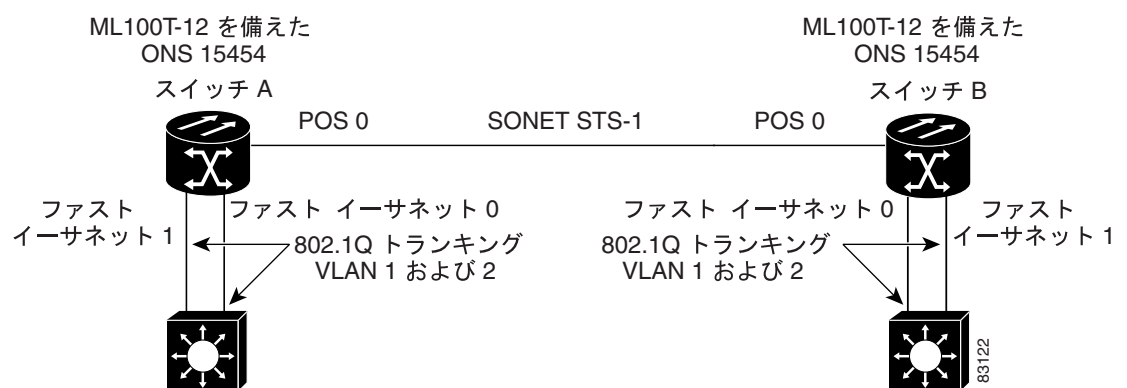 ML100T-12 を備えた
ONS 15454
スイッチ A
ML100T-12 を備えた
ONS 15454
スイッチ B
POS 0
SONET STS-1
POS 0
ファスト
イーサネット 1
ファスト イーサネット 0
802.1Q トランキング
VLAN 1 および 2
ファスト イーサネット 0
802.1Q トランキング
VLAN 1 および 2
ファスト
イーサネット 1
83122